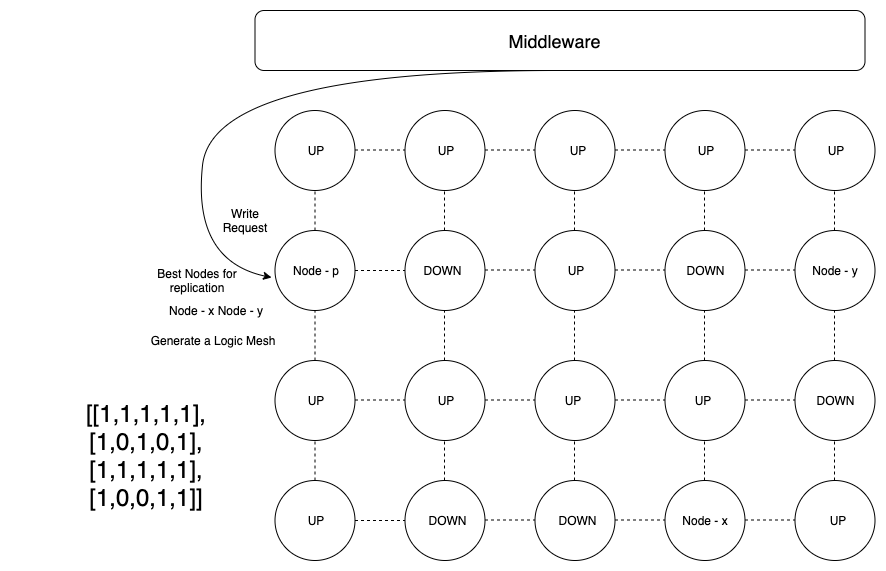 Middleware
UP
UP
UP
UP
UP
Write
Request
Node - p
DOWN
UP
DOWN
Node - y
Best Nodes for
replication
Node - x Node - y
Generate a Logic Mesh
UP
UP
UP
UP
DOWN
[[1,1,1,1,1],
[1,0,1,0,1],
[1,1,1,1,1],
[1,0,0,1,1]]
UP
DOWN
DOWN
Node - x
UP